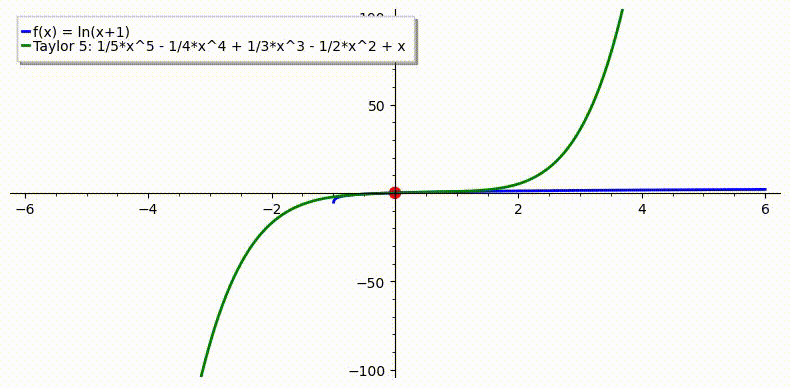 100
f(x) = ln(x+1)
Taylor 5: 1/5*x^5 - 1/4*x^4 + 1/3*x^3 - 1/2*x^2 + x
50
−6 −4 −2 2 4 6
−50
−100